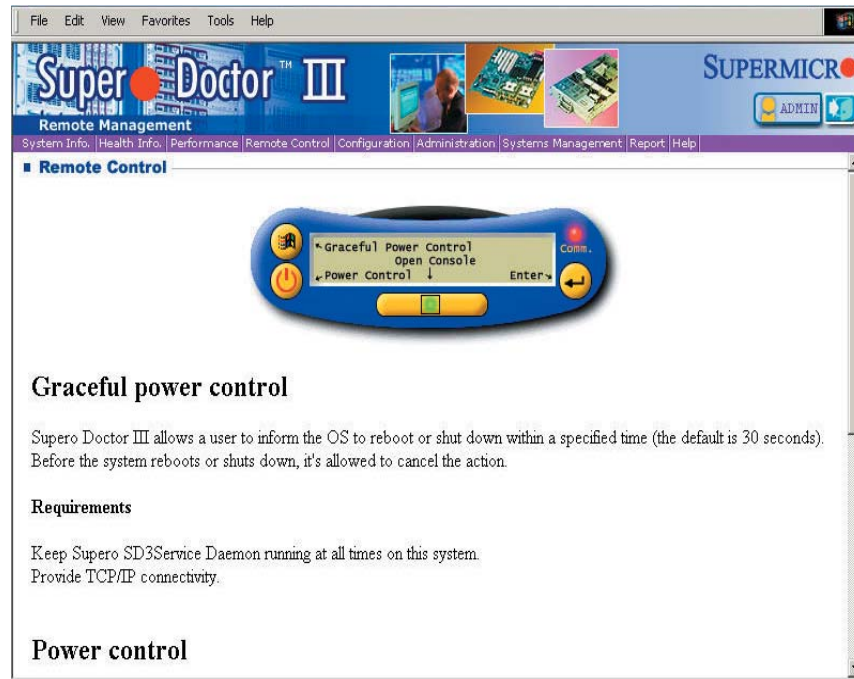 File Edit View Favorites Tools Help
Supero Doctor™ III
SUPERMICRO
ADMIN
Remote Management
System Info. Health Info. Performance Remote Control Configuration Administration Systems Management Report Help
Remote Control
Graceful Power Control
Comm.
Open Console
Power Control
Enter
Graceful power control
Supero Doctor III allows a user to inform the OS to reboot or shut down within a specified time (the default is 30 seconds).
Before the system reboots or shuts down, it's allowed to cancel the action.
Requirements
Keep Supero SD3Service Daemon running at all times on this system.
Provide TCP/IP connectivity.
Power control